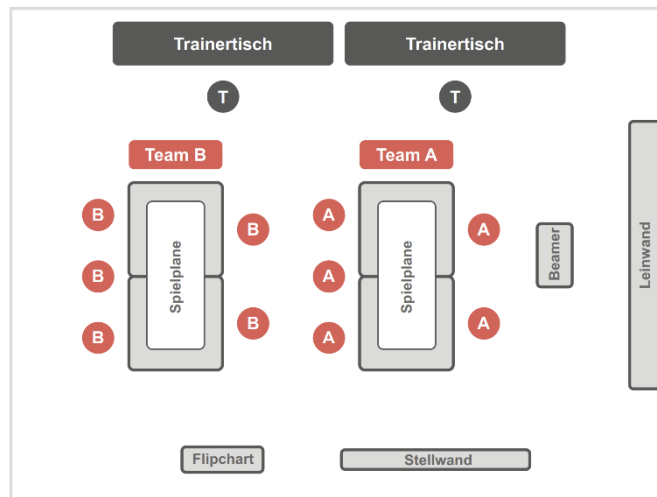 Trainertisch
Trainertisch
T
T
Team B
Team A
B
B
B
Spielplane
B
B
A
A
A
Spielplane
A
A
Beamer
Leinwand
Flipchart
Stellwand